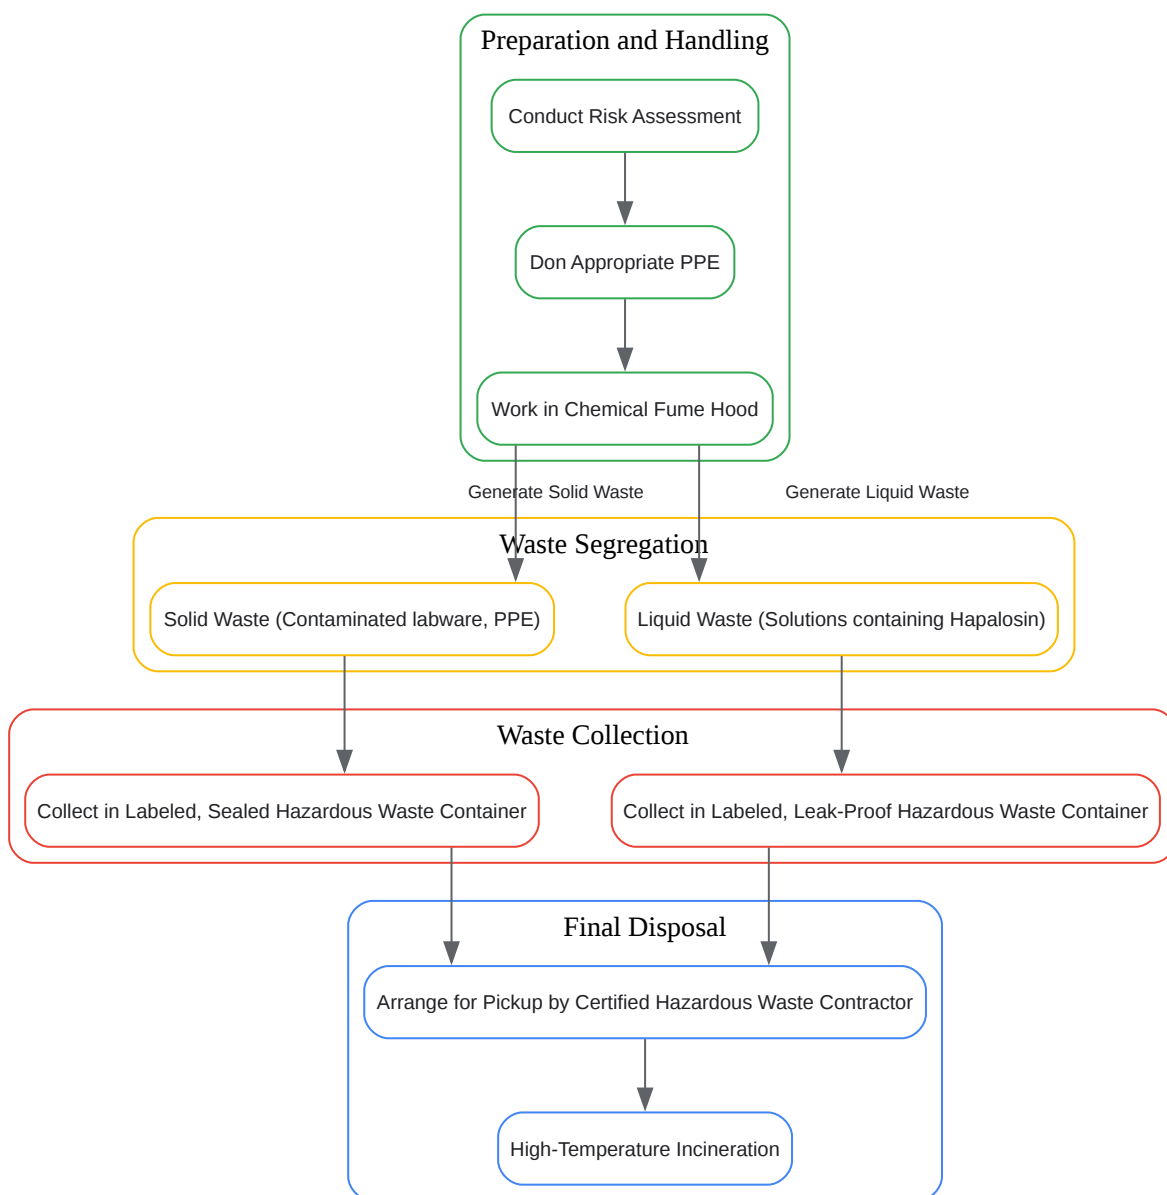 Preparation and Handling
Conduct Risk Assessment
Don Appropriate PPE
Work in Chemical Fume Hood
Generate Solid Waste
Generate Liquid Waste
Waste Segregation
Solid Waste (Contaminated labware, PPE)
Liquid Waste (Solutions containing Hapalosin)
Waste Collection
Collect in Labeled, Sealed Hazardous Waste Container
Collect in Labeled, Leak-Proof Hazardous Waste Container
Final Disposal
Arrange for Pickup by Certified Hazardous Waste Contractor
High-Temperature Incineration